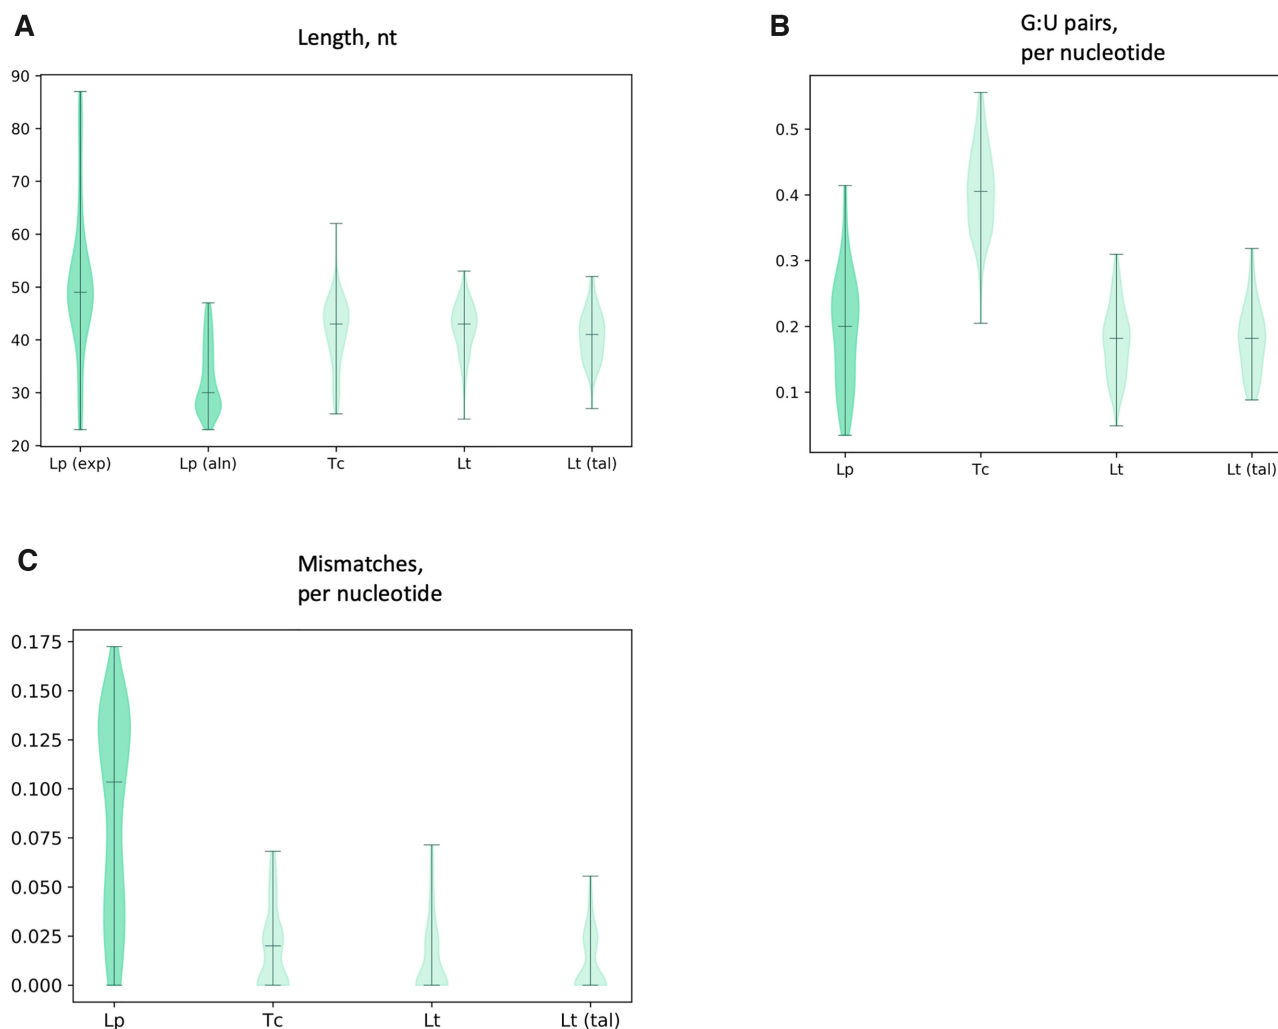 A
Length, nt
90
80
70
60
50
40
30
20
Lp (exp)
Lp (aln)
Tc
Lt
Lt (tal)
B
G:U pairs,
per nucleotide
0.5
0.4
0.3
0.2
0.1
Lp
Tc
Lt
Lt (tal)
C
Mismatches,
per nucleotide
0.175
0.150
0.125
0.100
0.075
0.050
0.025
0.000
Lp
Tc
Lt
Lt (tal)